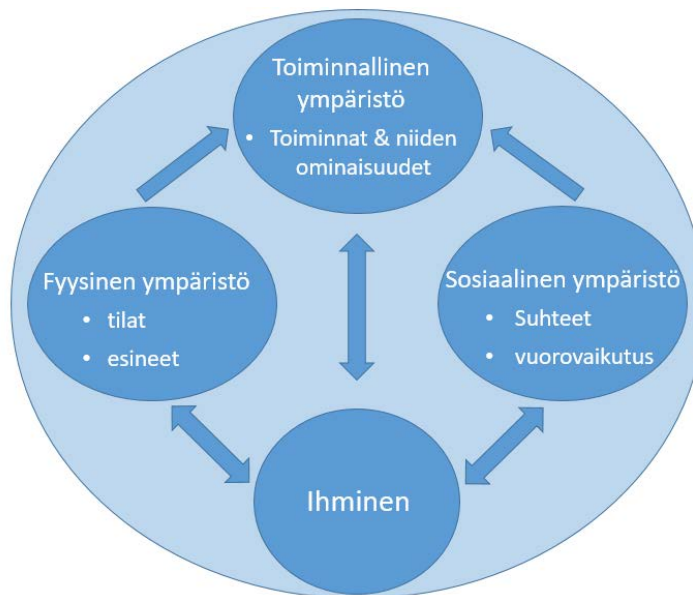 Toiminnallinen
ympäristö
• Toiminnat & niiden
ominaisuudet
Fyysinen ympäristö
• tilat
• esineet
Sosiaalinen ympäristö
• Suhteet
• vuorovaikutus
Ihminen